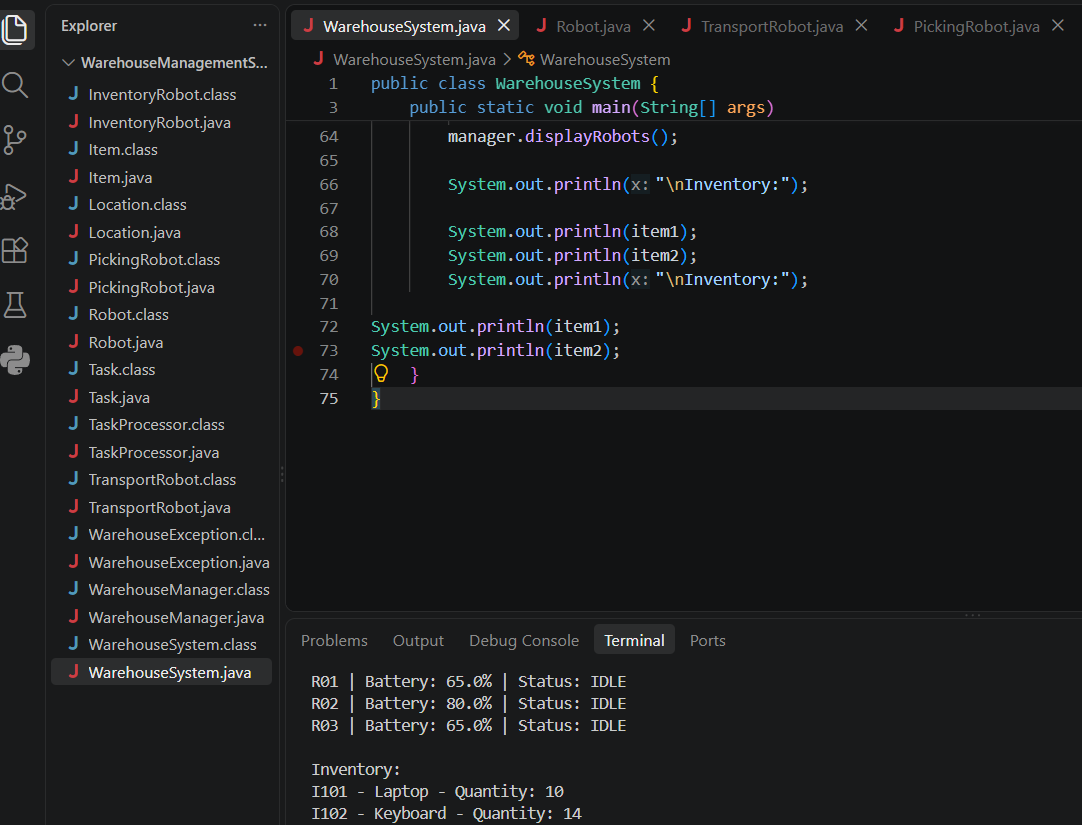 Explorer ···
WarehouseManagementS...
InventoryRobot.class
InventoryRobot.java
Item.class
Item.java
Location.class
Location.java
PickingRobot.class
PickingRobot.java
Robot.class
Robot.java
Task.class
Task.java
TaskProcessor.class
TaskProcessor.java
TransportRobot.class
TransportRobot.java
WarehouseException.cl...
WarehouseException.java
WarehouseManager.class
WarehouseManager.java
WarehouseSystem.class
WarehouseSystem.java
WarehouseSystem.java Robot.java TransportRobot.java PickingRobot.java
WarehouseSystem.java > WarehouseSystem
1 public class WarehouseSystem {
3 public static void main(String[] args)
64 manager.displayRobots();
65
66 System.out.println(x: "\nInventory:");
67
68 System.out.println(item1);
69 System.out.println(item2);
70 System.out.println(x: "\nInventory:");
71
72 System.out.println(item1);
73 System.out.println(item2);
74 }
75 }
Problems Output Debug Console Terminal Ports
R01 | Battery: 65.0% | Status: IDLE
R02 | Battery: 80.0% | Status: IDLE
R03 | Battery: 65.0% | Status: IDLE
Inventory:
I101 - Laptop - Quantity: 10
I102 - Keyboard - Quantity: 14